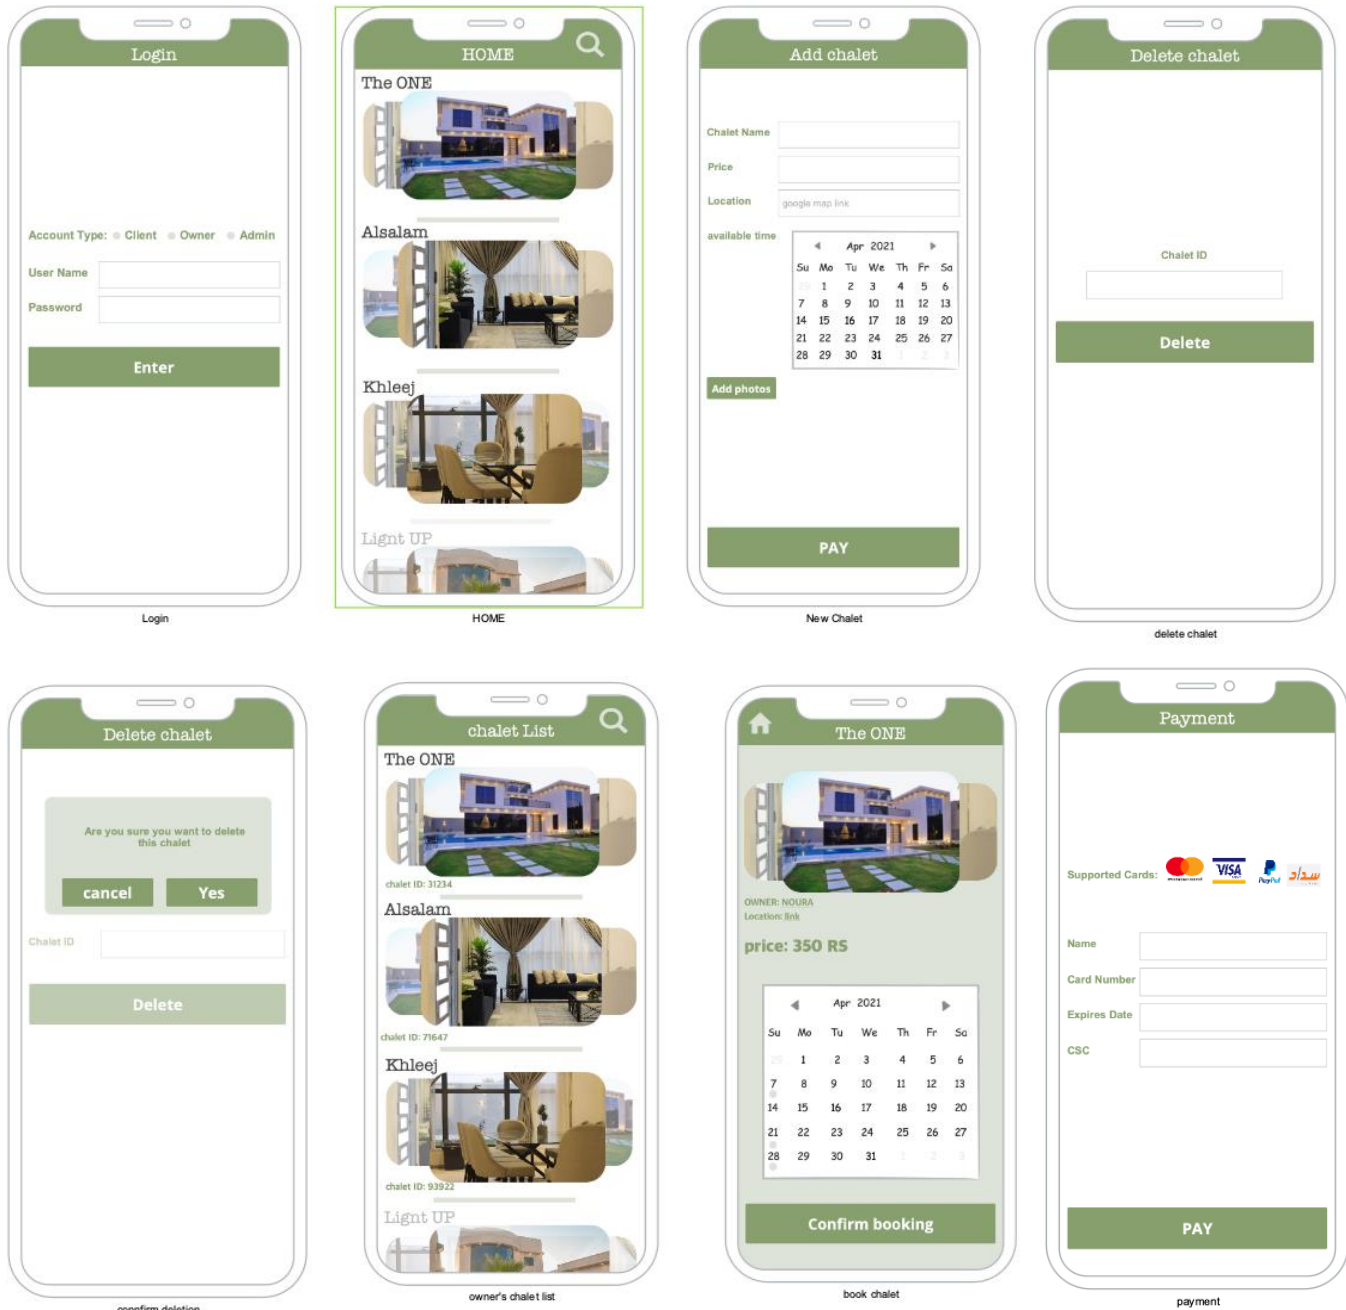 Login
Account Type: Client Owner Admin
User Name
Password
Enter
Login
HOME
The ONE
Alsalam
Khleej
Lignt UP
HOME
Add chalet
Chalet Name
Price
Location google map link
available time
Apr 2021
Su Mo Tu We Th Fr Sa
1 2 3 4 5 6
7 8 9 10 11 12 13
14 15 16 17 18 19 20
21 22 23 24 25 26 27
28 29 30 31 1 2 3
Add photos
PAY
New Chalet
Delete chalet
Chalet ID
Delete
delete chalet
Delete chalet
Are you sure you want to delete
this chalet
cancel Yes
Chalet ID
Delete
chalet List
The ONE
chalet ID: 31234
Alsalam
chalet ID: 71647
Khleej
chalet ID: 93922
Lignt UP
owner's chalet list
The ONE
OWNER: NOURA
Location: link
price: 350 RS
Apr 2021
Su Mo Tu We Th Fr Sa
1 2 3 4 5 6
7 8 9 10 11 12 13
14 15 16 17 18 19 20
21 22 23 24 25 26 27
28 29 30 31 1 2 3
Confirm booking
book chalet
Payment
Supported Cards: VISA PayPal سداد
Name
Card Number
Expires Date
CSC
PAY
payment